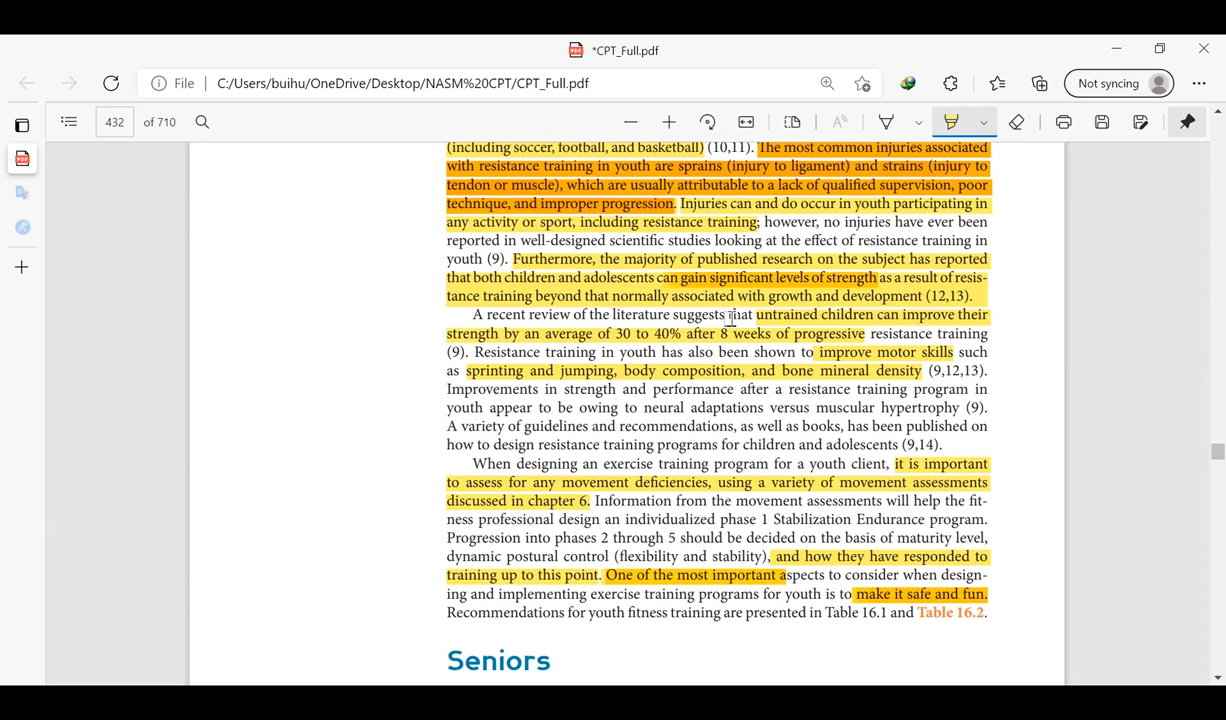 *CPT_Full.pdf
File | C:/Users/buihu/OneDrive/Desktop/NASM%20CPT/CPT_Full.pdf
Not syncing
432 of 710
(including soccer, football, and basketball) (10,11). The most common injuries associated
with resistance training in youth are sprains (injury to ligament) and strains (injury to
tendon or muscle), which are usually attributable to a lack of qualified supervision, poor
technique, and improper progression. Injuries can and do occur in youth participating in
any activity or sport, including resistance training; however, no injuries have ever been
reported in well-designed scientific studies looking at the effect of resistance training in
youth (9). Furthermore, the majority of published research on the subject has reported
that both children and adolescents can gain significant levels of strength as a result of resis-
tance training beyond that normally associated with growth and development (12,13).
A recent review of the literature suggests that untrained children can improve their
strength by an average of 30 to 40% after 8 weeks of progressive resistance training
(9). Resistance training in youth has also been shown to improve motor skills such
as sprinting and jumping, body composition, and bone mineral density (9,12,13).
Improvements in strength and performance after a resistance training program in
youth appear to be owing to neural adaptations versus muscular hypertrophy (9).
A variety of guidelines and recommendations, as well as books, has been published on
how to design resistance training programs for children and adolescents (9,14).
When designing an exercise training program for a youth client, it is important
to assess for any movement deficiencies, using a variety of movement assessments
discussed in chapter 6. Information from the movement assessments will help the fit-
ness professional design an individualized phase 1 Stabilization Endurance program.
Progression into phases 2 through 5 should be decided on the basis of maturity level,
dynamic postural control (flexibility and stability), and how they have responded to
training up to this point. One of the most important aspects to consider when design-
ing and implementing exercise training programs for youth is to make it safe and fun.
Recommendations for youth fitness training are presented in Table 16.1 and Table 16.2.
Seniors